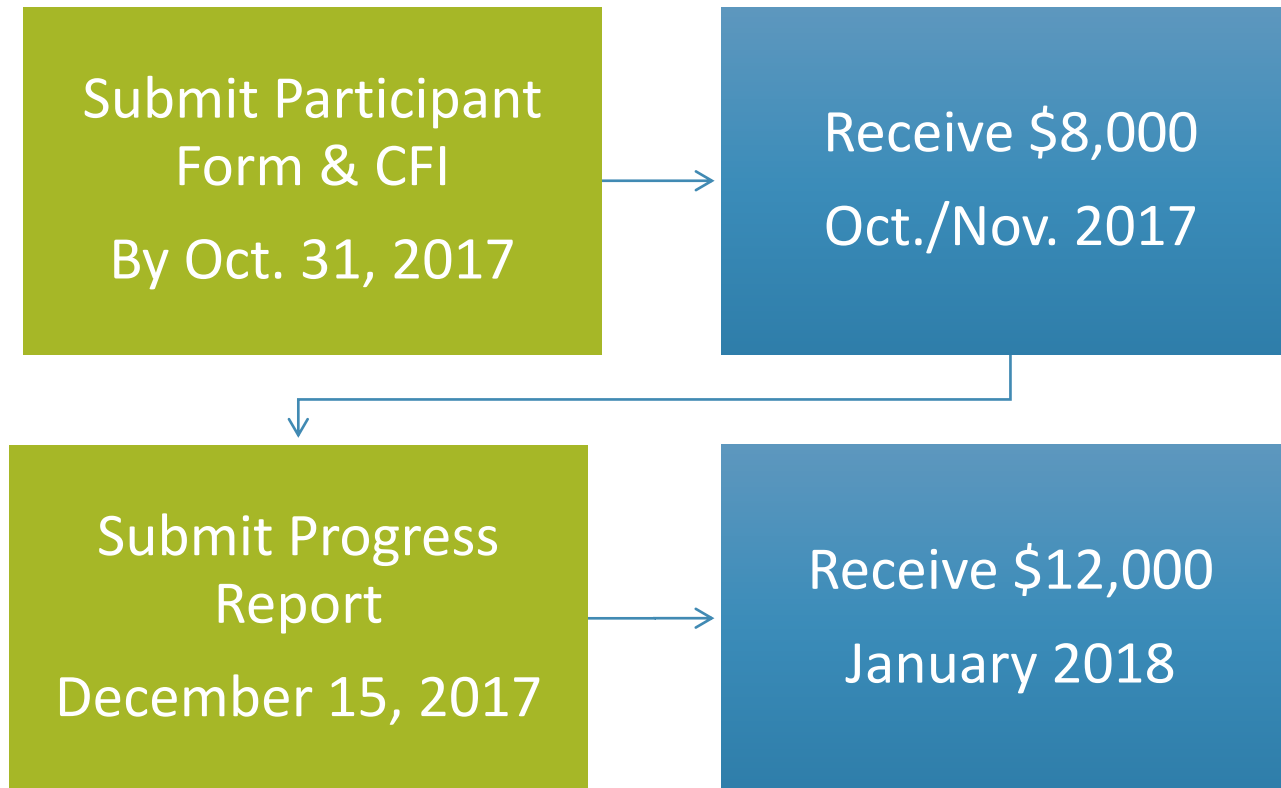 Submit Participant
Form & CFI
By Oct. 31, 2017
Receive $8,000
Oct./Nov. 2017
Submit Progress
Report
December 15, 2017
Receive $12,000
January 2018